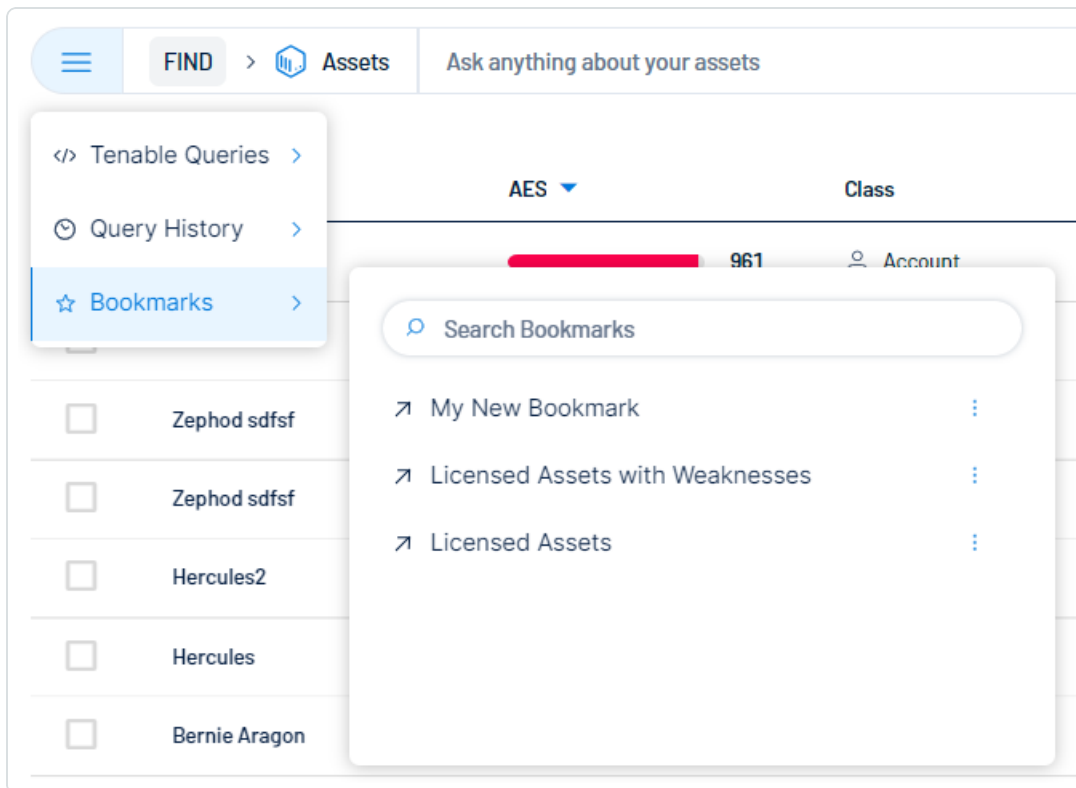 FIND > Assets Ask anything about your assets
</> Tenable Queries >
AES Class
Query History >
961 Account
Bookmarks >
Search Bookmarks
My New Bookmark
Zephod sdfsf
Licensed Assets with Weaknesses
Zephod sdfsf
Licensed Assets
Hercules2
Hercules
Bernie Aragon